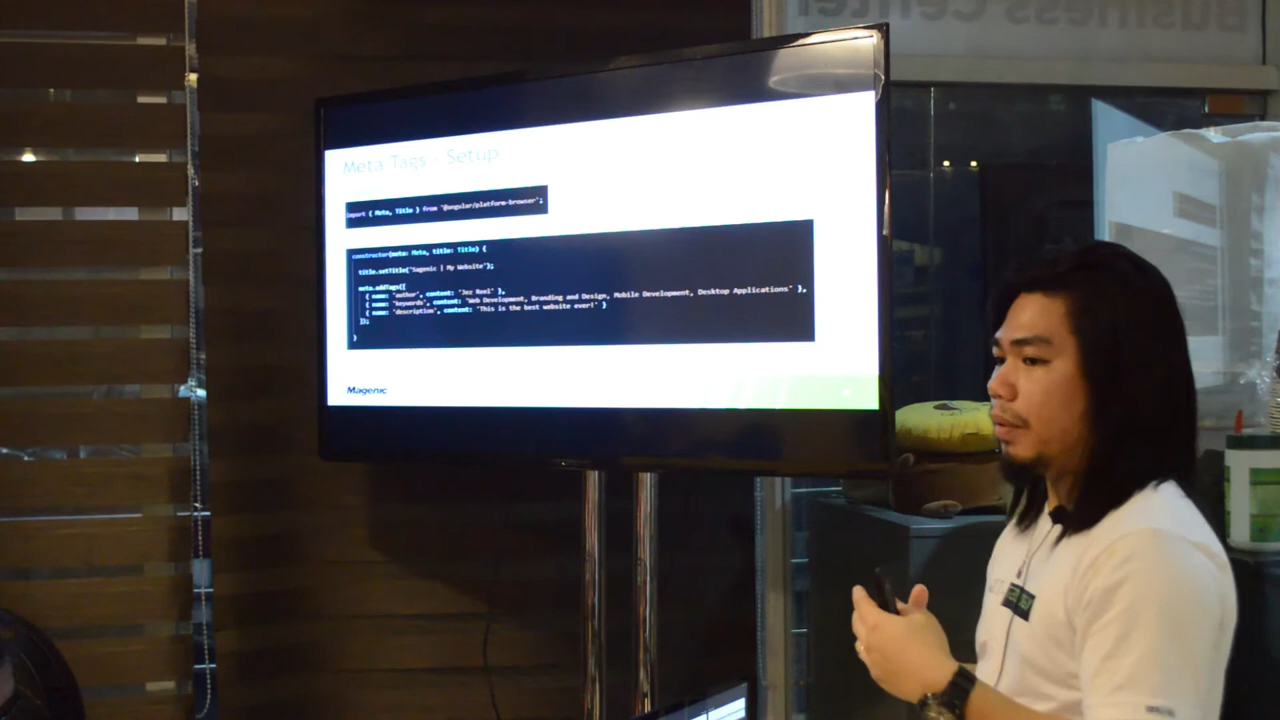 Business Center
Meta Tags - Setup
import { Meta, Title } from '@angular/platform-browser';
constructor(meta: Meta, title: Title) {
title.setTitle('Sagenic | My Website');
meta.addTags([
{ name: 'author', content: 'Jez Reel' },
{ name: 'keywords', content: 'Web Development, Branding and Design, Mobile Development, Desktop Applications' },
{ name: 'description', content: 'This is the best website ever!' }
]);
}
Magenic